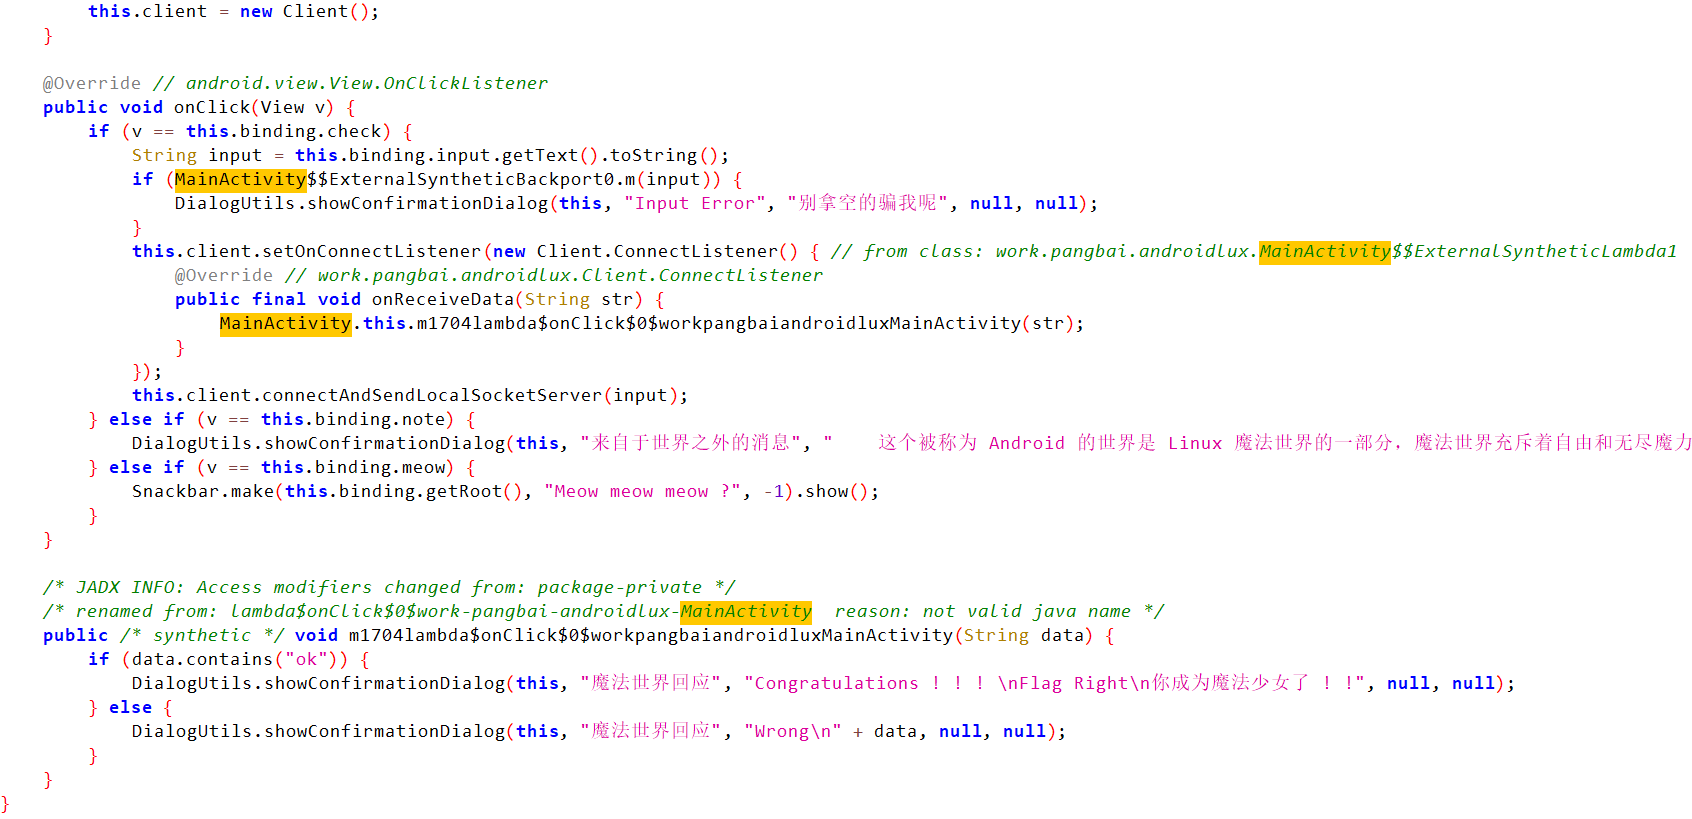 this.client = new Client();
    }

    @Override // android.view.View.OnClickListener
    public void onClick(View v) {
        if (v == this.binding.check) {
            String input = this.binding.input.getText().toString();
            if (MainActivity$$ExternalSyntheticBackport0.m(input)) {
                DialogUtils.showConfirmationDialog(this, "Input Error", "别拿空的骗我呢", null, null);
            }
            this.client.setOnConnectListener(new Client.ConnectListener() { // from class: work.pangbai.androidlux.MainActivity$$ExternalSyntheticLambda1
                @Override // work.pangbai.androidlux.Client.ConnectListener
                public final void onReceiveData(String str) {
                    MainActivity.this.m1704lambda$onClick$0$workpangbaiandroidluxMainActivity(str);
                }
            });
            this.client.connectAndSendLocalSocketServer(input);
        } else if (v == this.binding.note) {
            DialogUtils.showConfirmationDialog(this, "来自于世界之外的消息", "    这个被称为 Android 的世界是 Linux 魔法世界的一部分，魔法世界充斥着自由和无尽魔力
        } else if (v == this.binding.meow) {
            Snackbar.make(this.binding.getRoot(), "Meow meow meow ?", -1).show();
        }
    }

    /* JADX INFO: Access modifiers changed from: package-private */
    /* renamed from: lambda$onClick$0$work-pangbai-androidlux-MainActivity  reason: not valid java name */
    public /* synthetic */ void m1704lambda$onClick$0$workpangbaiandroidluxMainActivity(String data) {
        if (data.contains("ok")) {
            DialogUtils.showConfirmationDialog(this, "魔法世界回应", "Congratulations ! ! ! \nFlag Right\n你成为魔法少女了 ! !", null, null);
        } else {
            DialogUtils.showConfirmationDialog(this, "魔法世界回应", "Wrong\n" + data, null, null);
        }
    }
}